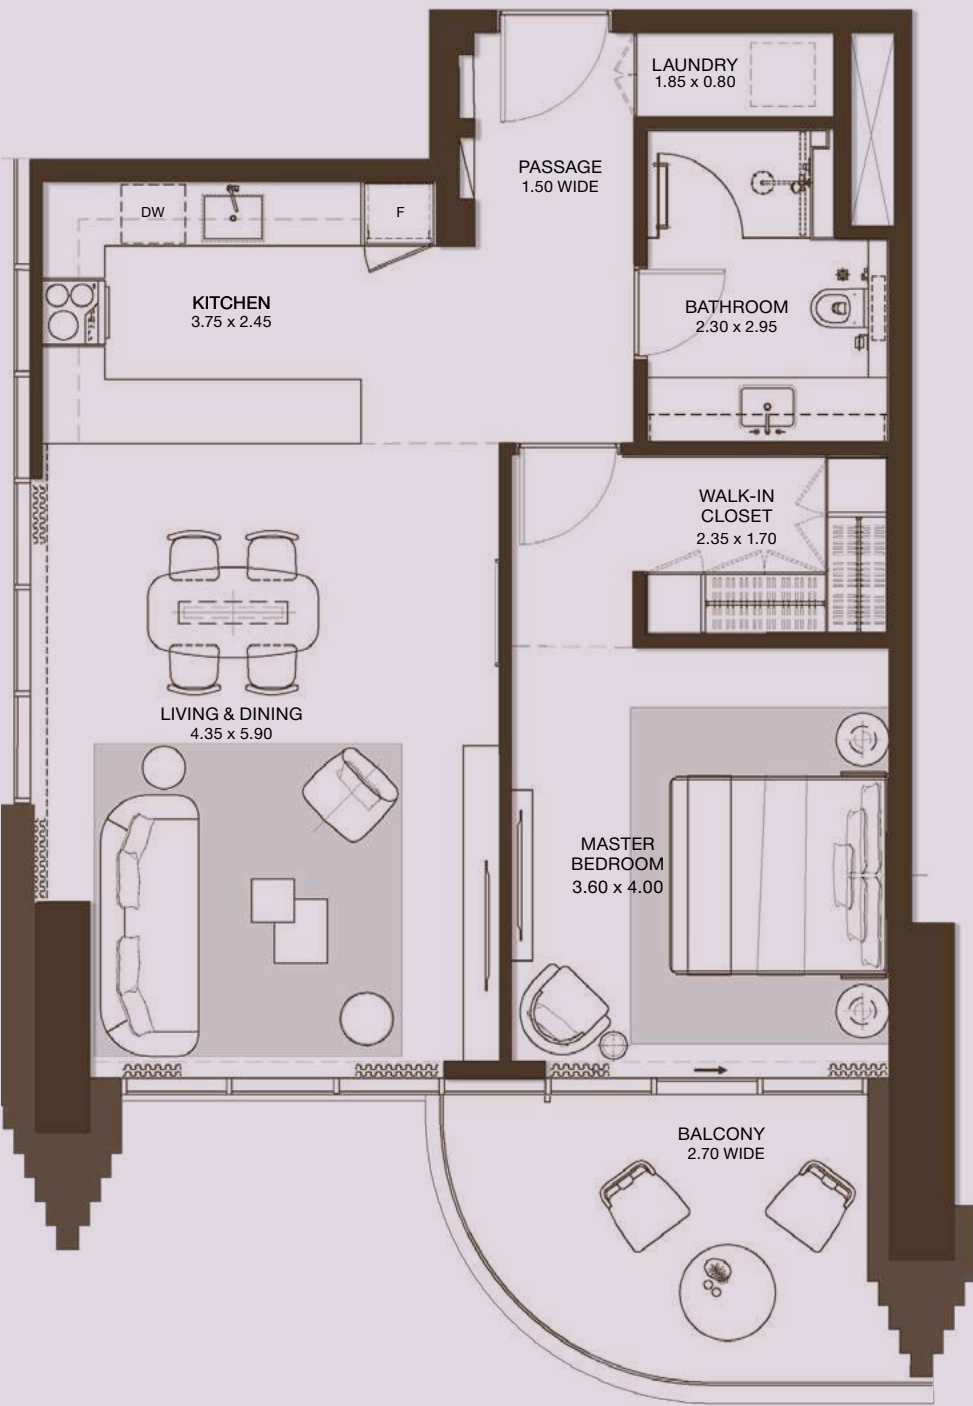 LAUNDRY
1.85 x 0.80
PASSAGE
1.50 WIDE
DW
F
KITCHEN
3.75 x 2.45
BATHROOM
2.30 x 2.95
WALK-IN
CLOSET
2.35 x 1.70
LIVING & DINING
4.35 x 5.90
MASTER
BEDROOM
3.60 x 4.00
BALCONY
2.70 WIDE